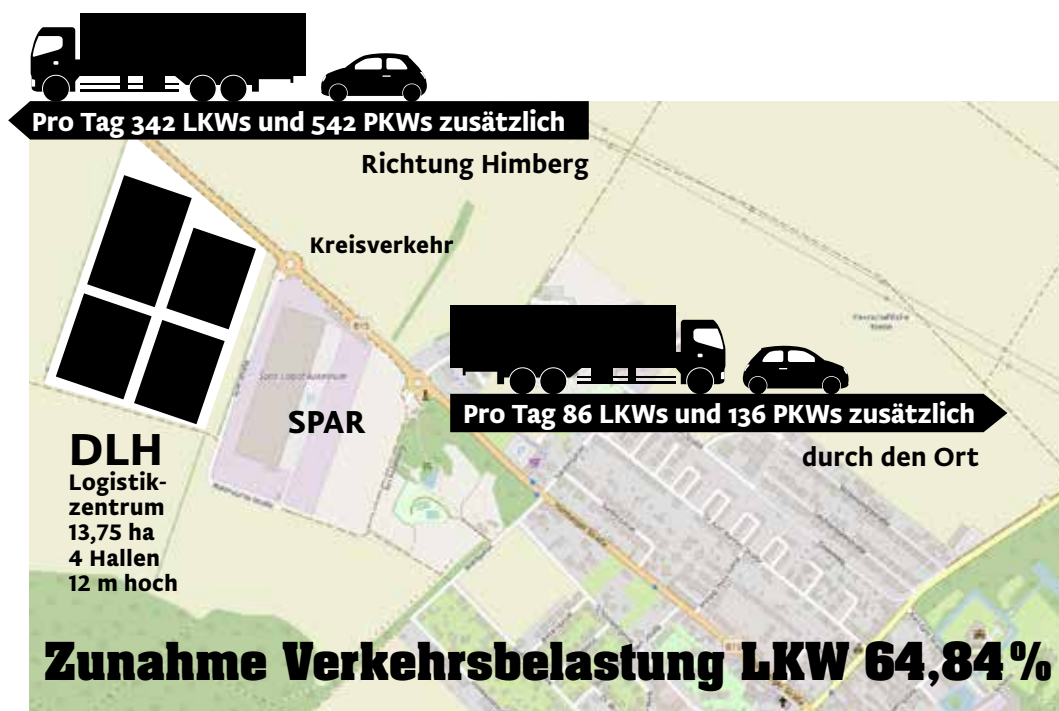 Pro Tag 342 LKWs und 542 PKWs zusätzlich
Richtung Himberg
Kreisverkehr
B15
Pro Tag 86 LKWs und 136 PKWs zusätzlich
durch den Ort
SPAR
DLH
Logistik-
zentrum
13,75 ha
4 Hallen
12 m hoch
Zunahme Verkehrsbelastung LKW 64,84%